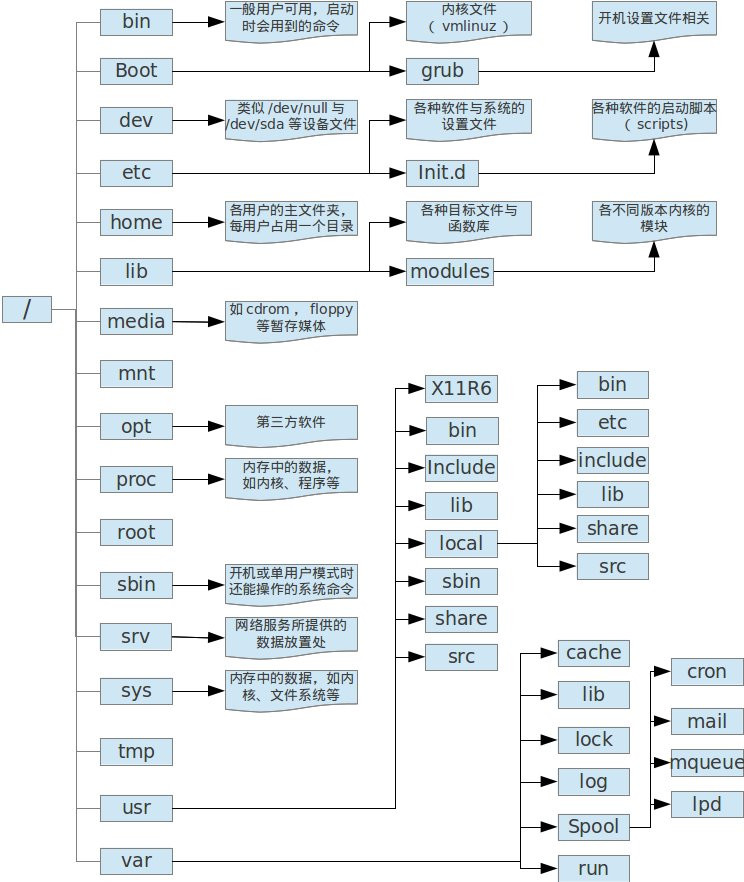 /
bin
一般用户可用，启动
时会用到的命令
内核文件
（ vmlinuz ）
开机设置文件相关
Boot
grub
dev
类似 /dev/null 与
/dev/sda 等设备文件
各种软件与系统的
设置文件
各种软件的启动脚本
（ scripts)
etc
Init.d
home
各用户的主文件夹，
每用户占用一个目录
各种目标文件与
函数库
各不同版本内核的
模块
lib
modules
media
如 cdrom ， floppy
等暂存媒体
mnt
opt
第三方软件
proc
内存中的数据，
如内核、程序等
root
sbin
开机或单用户模式时
还能操作的系统命令
srv
网络服务所提供的
数据放置处
sys
内存中的数据，如内
核、文件系统等
tmp
usr
var
X11R6
bin
Include
lib
local
sbin
share
src
bin
etc
include
lib
share
src
cache
lib
lock
log
Spool
run
cron
mail
mqueue
lpd